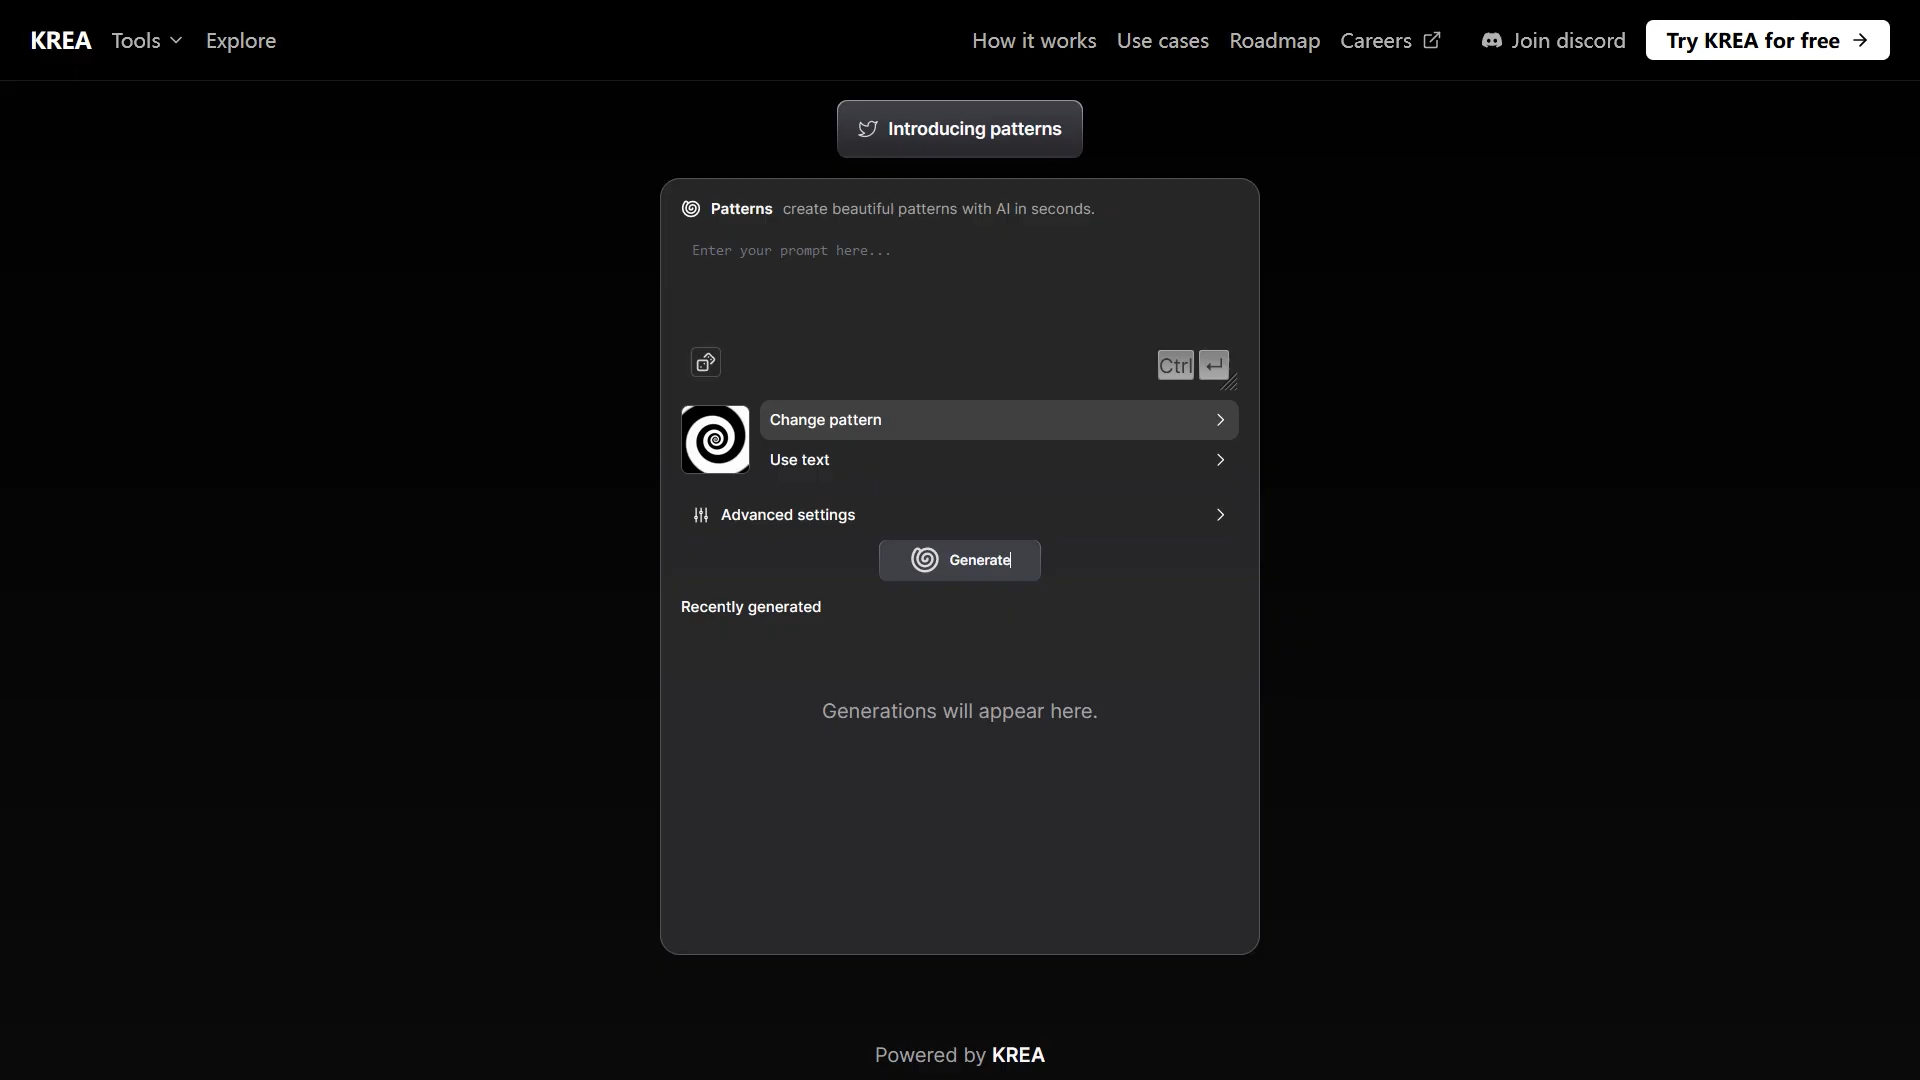 KREA Tools Explore How it works Use cases Roadmap Careers Join discord Try KREA for free
Introducing patterns
Patterns create beautiful patterns with AI in seconds.
Enter your prompt here...
Ctrl
Change pattern
Use text
Advanced settings
Generate
Recently generated
Generations will appear here.
Powered by KREA